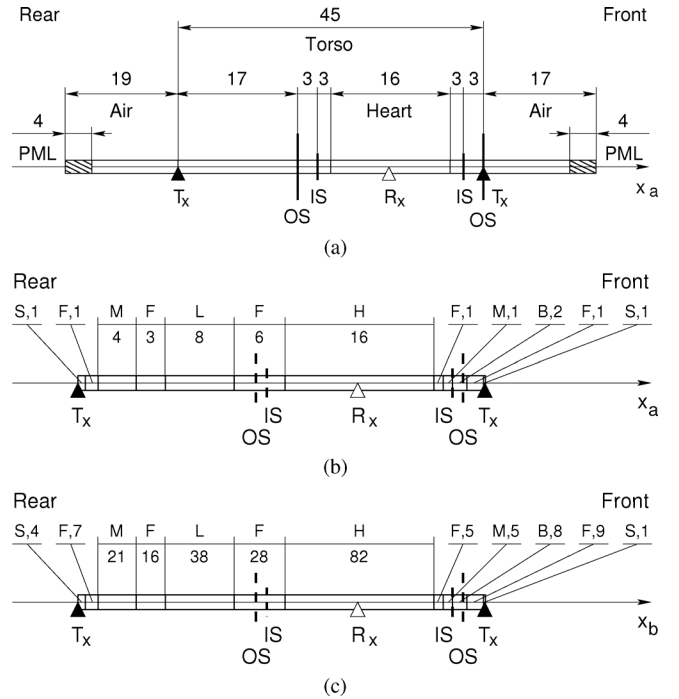 Rear 45 Front
Torso
19 17 3 3 16 3 3 17
Air Heart Air
4 4
PML PML
Tx IS Rx IS Tx xa
OS OS
(a)
Rear Front
S,1 F,1 M F L F H F,1 M,1 B,2 F,1 S,1
4 3 8 6 16
Tx IS Rx IS Tx xa
OS OS
(b)
Rear Front
S,4 F,7 M F L F H F,5 M,5 B,8 F,9 S,1
21 16 38 28 82
Tx IS Rx IS Tx xb
OS OS
(c)